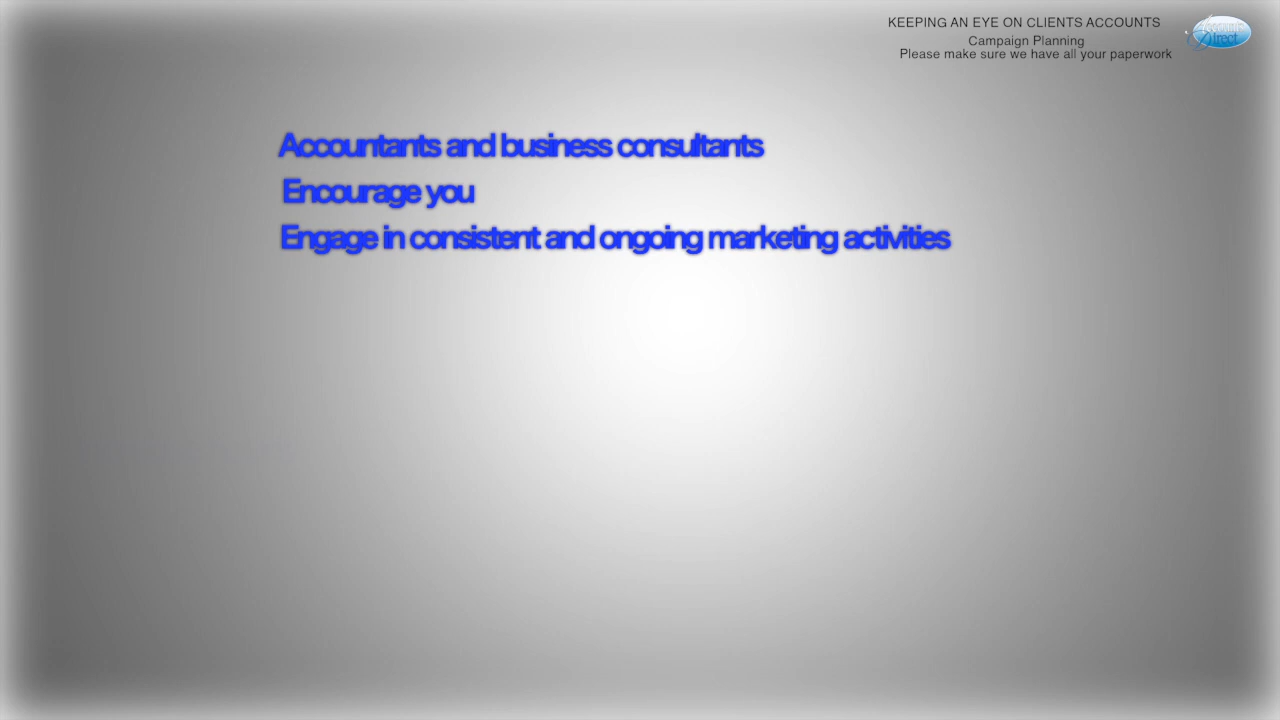 KEEPING AN EYE ON CLIENTS ACCOUNTS
Campaign Planning
Please make sure we have all your paperwork
Accountants and business consultants
Encourage you
Engage in consistent and ongoing marketing activities